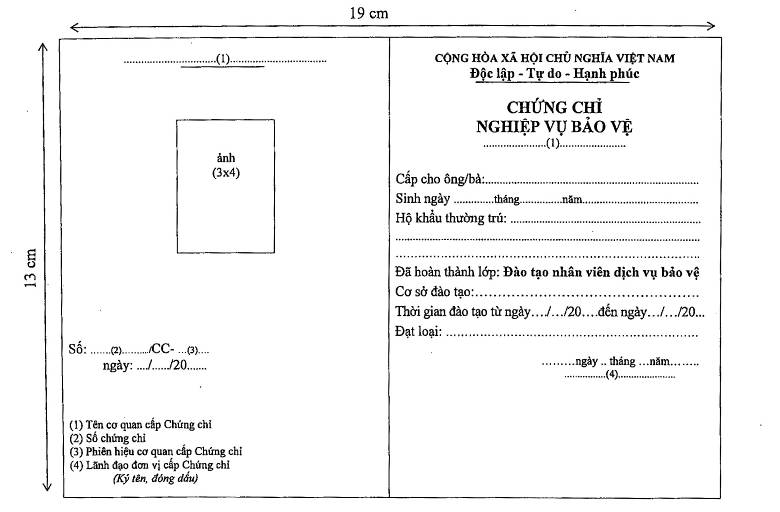 19 cm
13 cm
..............................(1)..............................
ảnh
(3x4)
Số: .......(2)........../CC- ...(3)....
ngày: ..../....../20.......
(1) Tên cơ quan cấp Chứng chỉ
(2) Số chứng chỉ
(3) Phiên hiệu cơ quan cấp Chứng chỉ
(4) Lãnh đạo đơn vị cấp Chứng chỉ
(Ký tên, đóng dấu)
CỘNG HÒA XÃ HỘI CHỦ NGHĨA VIỆT NAM
Độc lập - Tự do - Hạnh phúc
CHỨNG CHỈ
NGHIỆP VỤ BẢO VỆ
......................(1).......................
Cấp cho ông/bà:......................................................
Sinh ngày ..............tháng...............năm.......................................
Hộ khẩu thường trú: ...............................................
................................................................................
................................................................................
Đã hoàn thành lớp: Đào tạo nhân viên dịch vụ bảo vệ
Cơ sở đào tạo:..........................................................
Thời gian đào tạo từ ngày..../..../20....đến ngày.../.../20...
Đạt loại: ................................................................
.........ngày .. tháng ...năm........
...............(4).....................